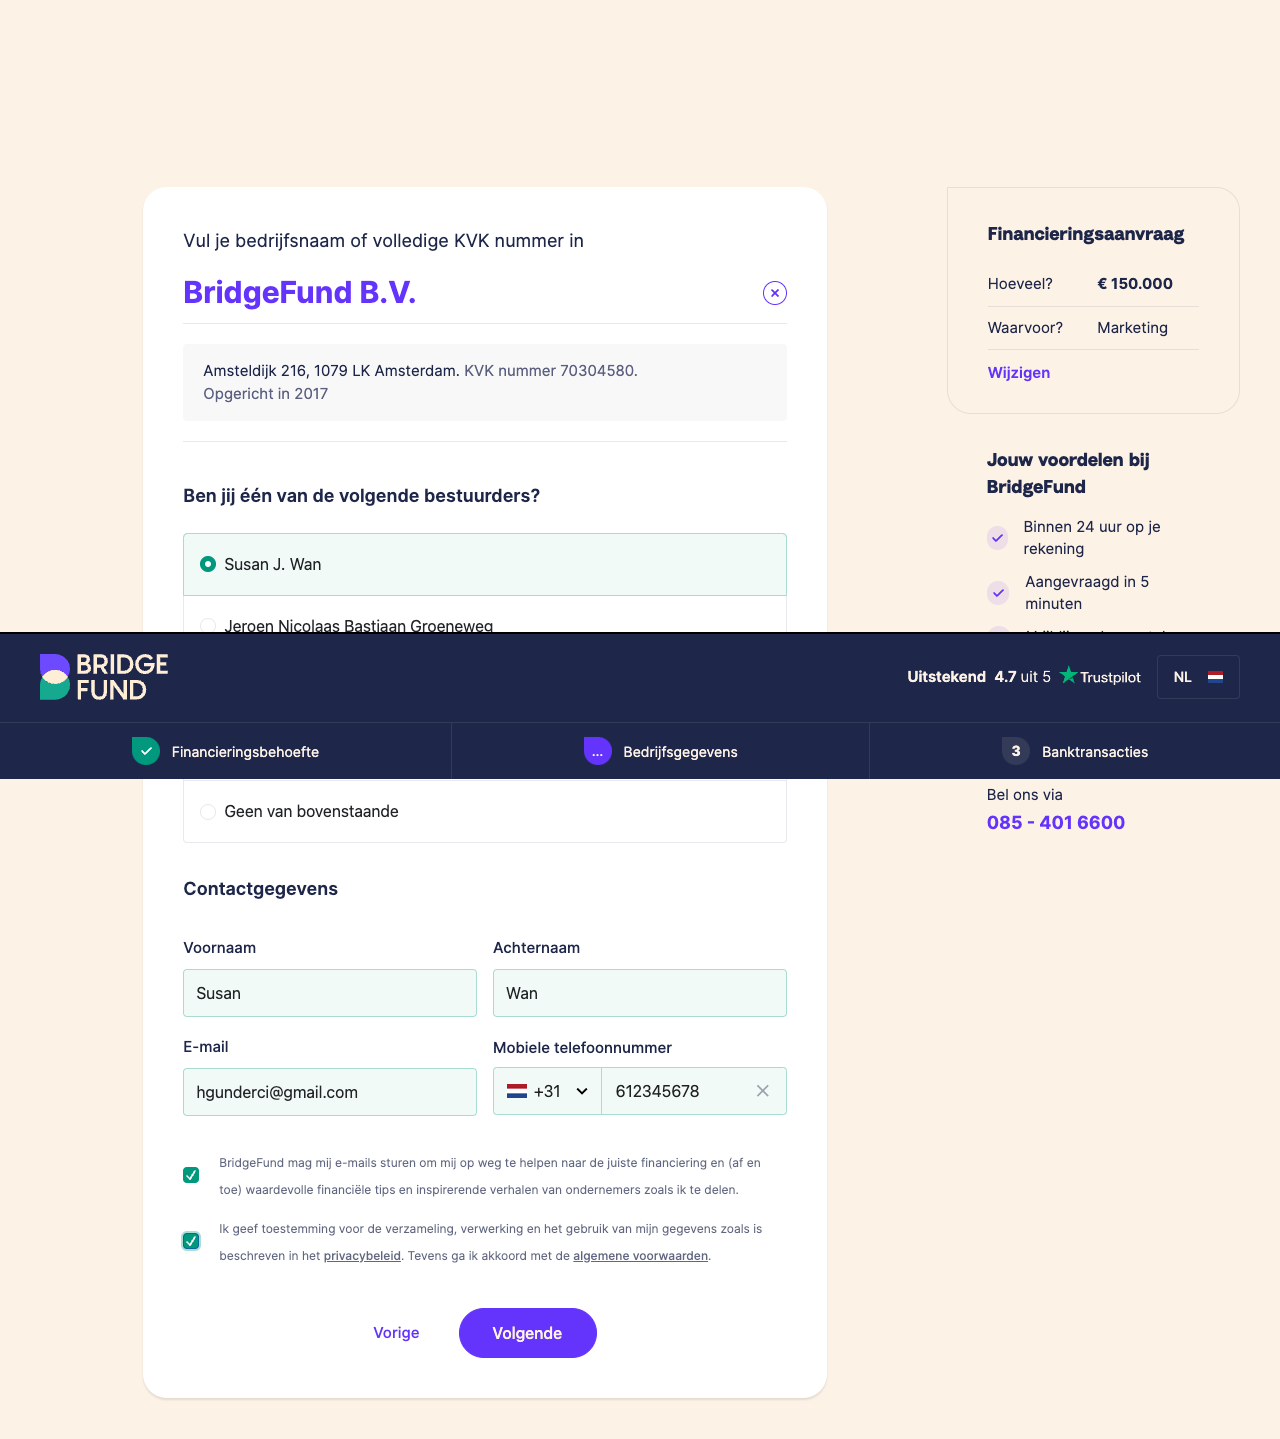 Vul je bedrijfsnaam of volledige KVK nummer in
BridgeFund B.V.
Amsteldijk 216, 1079 LK Amsterdam. KVK nummer 70304580.
Opgericht in 2017
Ben jij één van de volgende bestuurders?
Susan J. Wan
Jeroen Nicolaas Bastiaan Groeneweg
Financieringsaanvraag
Hoeveel? € 150.000
Waarvoor? Marketing
Wijzigen
Jouw voordelen bij
BridgeFund
Binnen 24 uur op je
rekening
Aangevraagd in 5
minuten
BRIDGE
FUND
Uitstekend 4.7 uit 5 Trustpilot
NL
Financieringsbehoefte
... Bedrijfsgegevens
3 Banktransacties
Geen van bovenstaande
Bel ons via
085 - 401 6600
Contactgegevens
Voornaam
Susan
Achternaam
Wan
E-mail
hgunderci@gmail.com
Mobiele telefoonnummer
+31 612345678
BridgeFund mag mij e-mails sturen om mij op weg te helpen naar de juiste financiering en (af en
toe) waardevolle financiële tips en inspirerende verhalen van ondernemers zoals ik te delen.
Ik geef toestemming voor de verzameling, verwerking en het gebruik van mijn gegevens zoals is
beschreven in het privacybeleid. Tevens ga ik akkoord met de algemene voorwaarden.
Vorige
Volgende